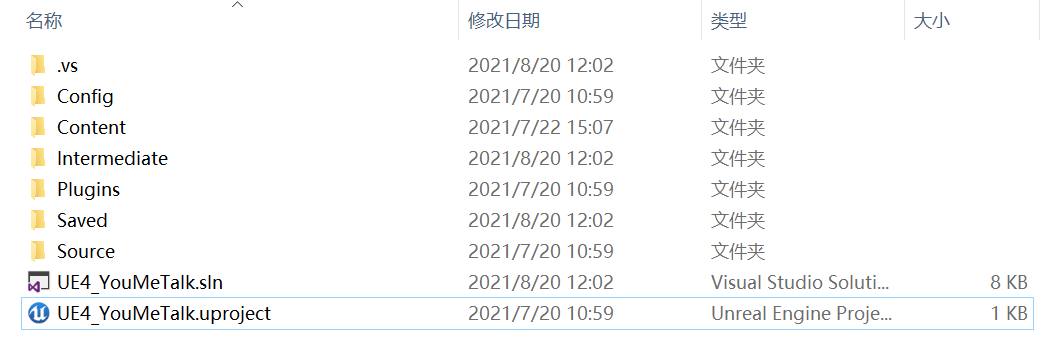 名称 修改日期 类型 大小
.vs 2021/8/20 12:02 文件夹
Config 2021/7/20 10:59 文件夹
Content 2021/7/22 15:07 文件夹
Intermediate 2021/8/20 12:02 文件夹
Plugins 2021/7/20 10:59 文件夹
Saved 2021/8/20 12:02 文件夹
Source 2021/7/20 10:59 文件夹
UE4_YouMeTalk.sln 2021/8/20 12:02 Visual Studio Soluti... 8 KB
UE4_YouMeTalk.uproject 2021/7/20 10:59 Unreal Engine Proje... 1 KB